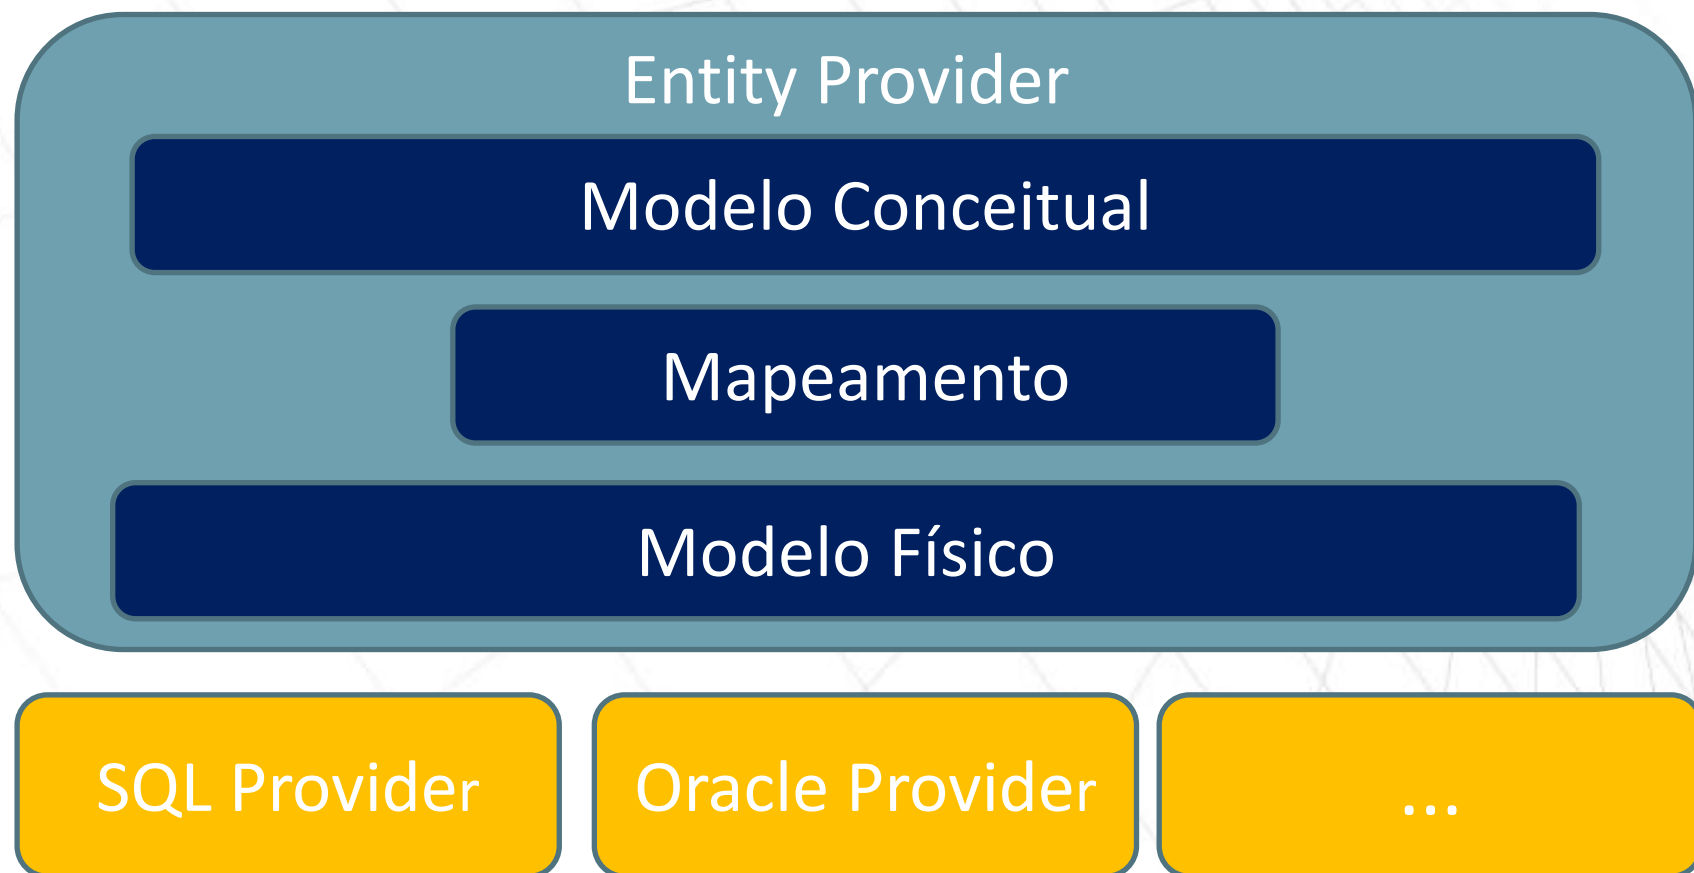 Entity Provider
Modelo Conceitual
Mapeamento
Modelo Físico
SQL Provider
Oracle Provider
...